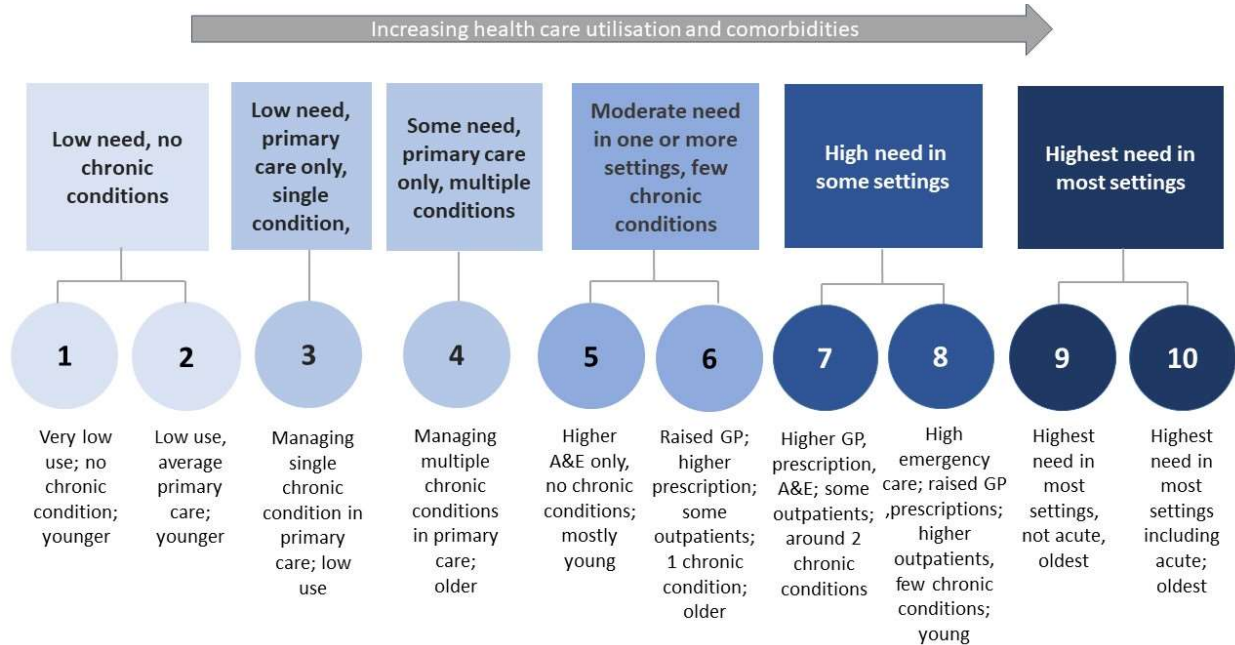 Increasing health care utilisation and comorbidities
Low need, no
chronic
conditions
Low need,
primary
care only,
single
condition,
Some need,
primary care
only, multiple
conditions
Moderate need
in one or more
settings, few
chronic
conditions
High need in
some settings
Highest need in
most settings
1
2
3
4
5
6
7
8
9
10
Very low
use; no
chronic
condition;
younger
Low use,
average
primary
care;
younger
Managing
single
chronic
condition in
primary
care; low
use
Managing
multiple
chronic
conditions
in primary
care;
older
Higher
A&E only,
no chronic
conditions;
mostly
young
Raised GP;
higher
prescription;
some
outpatients;
1 chronic
condition;
older
Higher GP,
prescription,
A&E; some
outpatients;
around 2
chronic
conditions
High
emergency
care; raised GP
,prescriptions;
higher
outpatients,
few chronic
conditions;
young
Highest
need in
most
settings,
not acute,
oldest
Highest
need in
most
settings
including
acute;
oldest